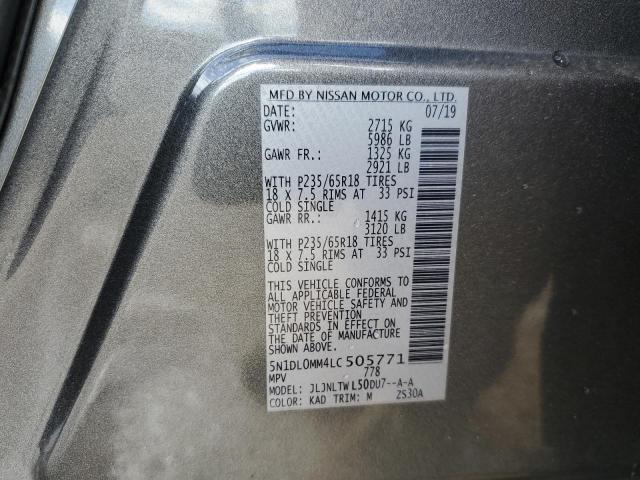 MFD BY NISSAN MOTOR CO., LTD.
DATE: 07/19
GVWR: 2715 KG
5986 LB
GAWR FR.: 1325 KG
2921 LB
WITH P235/65R18 TIRES
18 X 7.5 RIMS AT 33 PSI
COLD SINGLE
GAWR RR.: 1415 KG
3120 LB
WITH P235/65R18 TIRES
18 X 7.5 RIMS AT 33 PSI
COLD SINGLE
THIS VEHICLE CONFORMS TO
ALL APPLICABLE FEDERAL
MOTOR VEHICLE SAFETY AND
THEFT PREVENTION
STANDARDS IN EFFECT ON
THE DATE OF MANUFACTURE
SHOWN ABOVE.
5N1DL0MM4LC505771
MPV 778
MODEL: JLJNLTWL50DU7--A-A
COLOR: KAD TRIM: M 2S30A